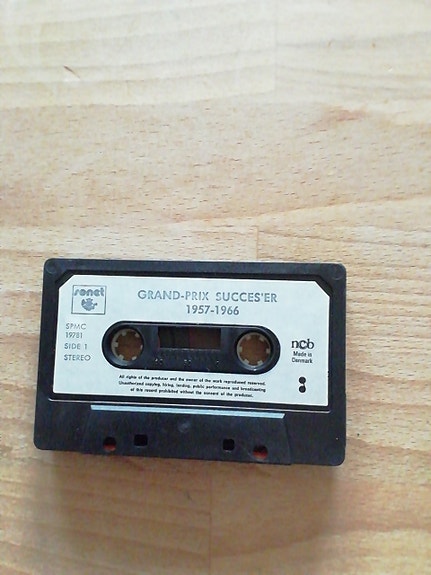 sonet
GRAND-PRIX SUCCES'ER
1957-1966
SPMC
19781
SIDE 1
STEREO
ncb
Made in
Denmark
All rights of the producer and the owner of the work reproduced reserved.
Unauthorized copying, hiring, lending, public performance and broadcasting
of this record prohibited without the consent of the producer.